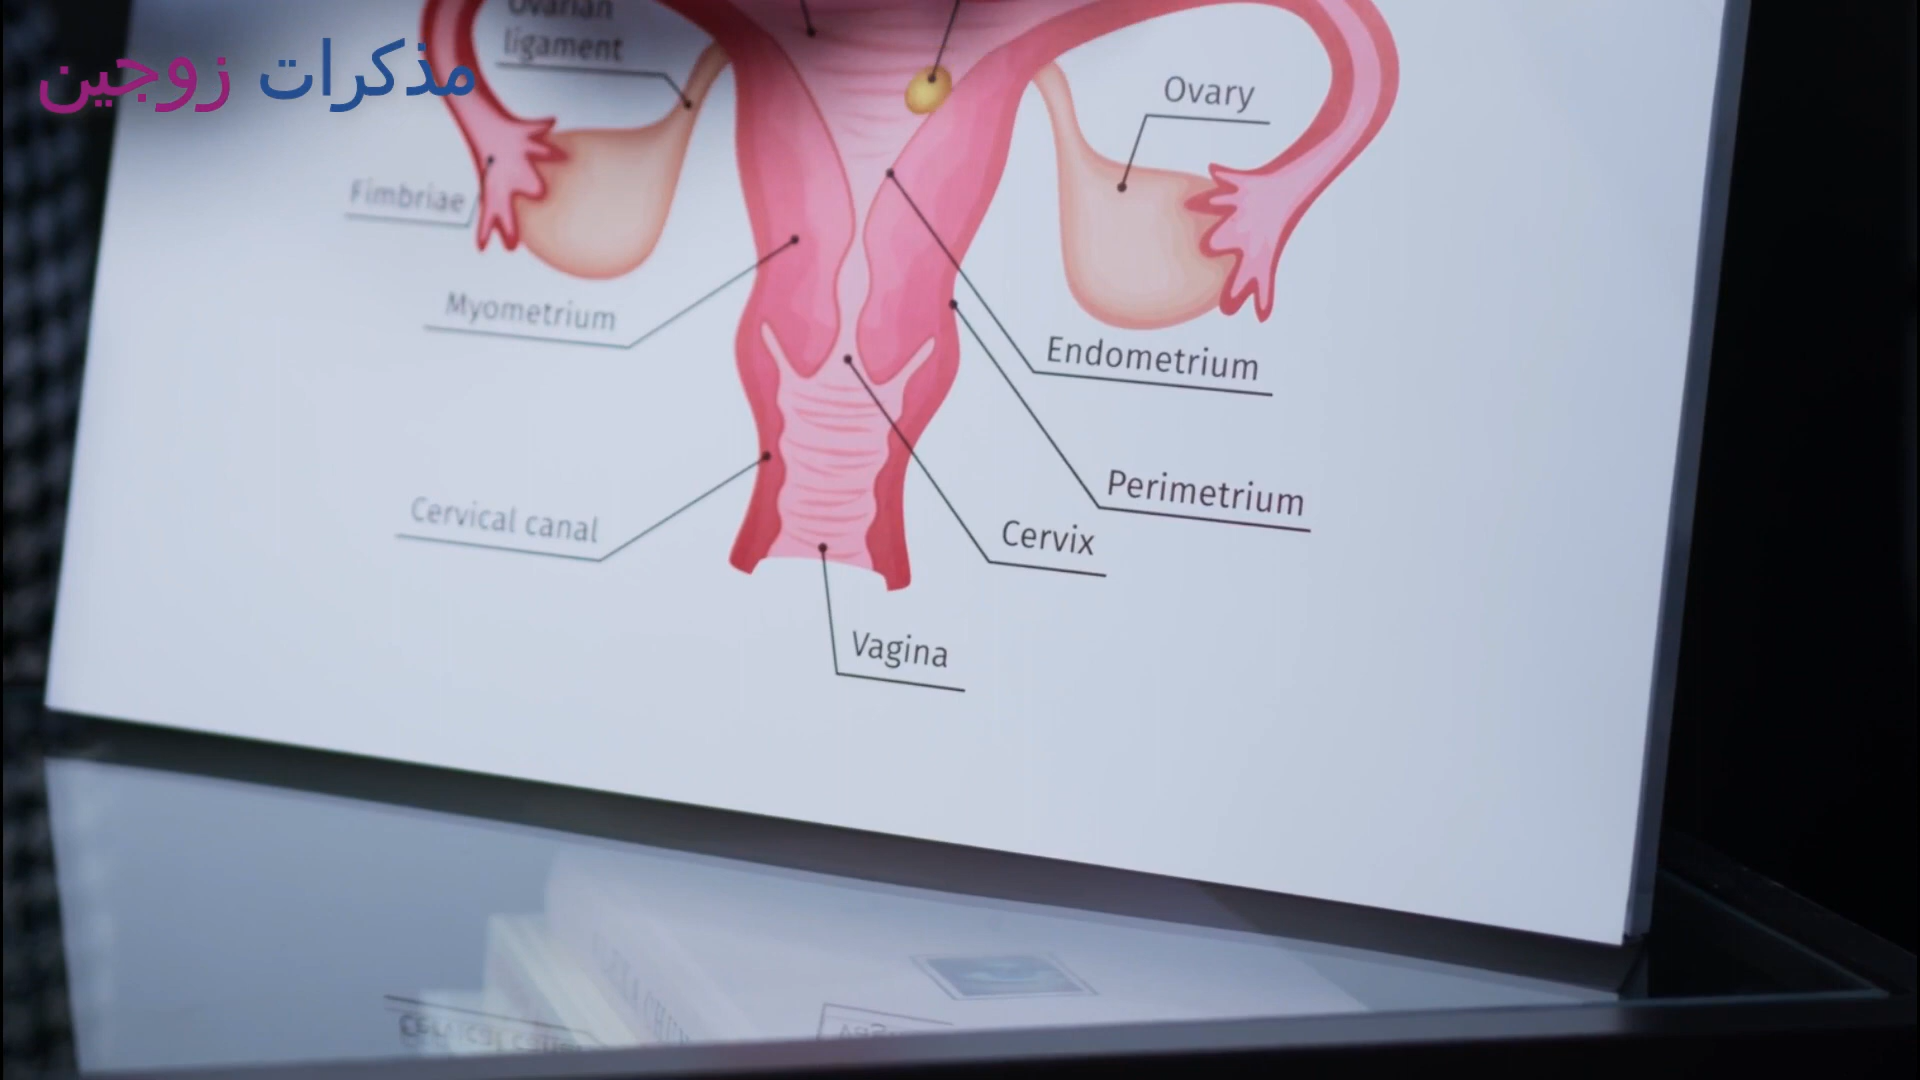 مذكرات زوجين
Ovarian
ligament
Ovary
Fimbriae
Myometrium
Endometrium
Perimetrium
Cervical canal
Cervix
Vagina